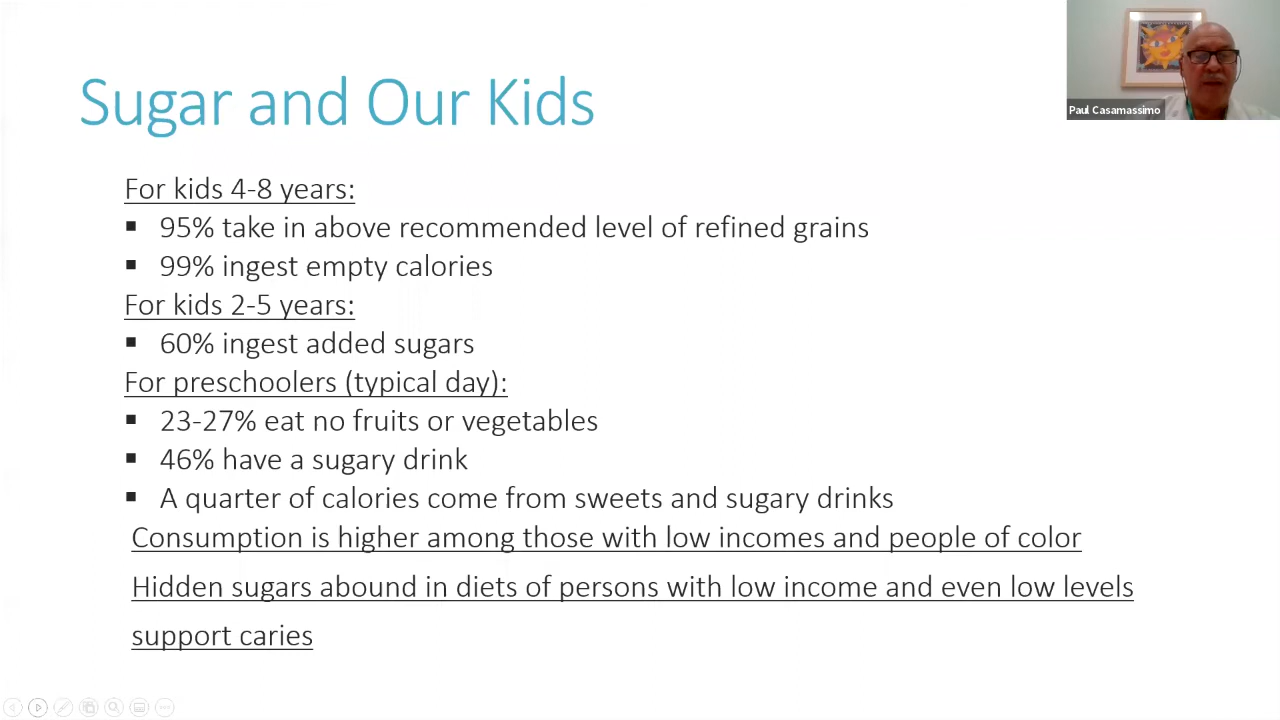 Sugar and Our Kids
Paul Casamassimo
For kids 4-8 years:
▪ 95% take in above recommended level of refined grains
▪ 99% ingest empty calories
For kids 2-5 years:
▪ 60% ingest added sugars
For preschoolers (typical day):
▪ 23-27% eat no fruits or vegetables
▪ 46% have a sugary drink
▪ A quarter of calories come from sweets and sugary drinks
Consumption is higher among those with low incomes and people of color
Hidden sugars abound in diets of persons with low income and even low levels
support caries